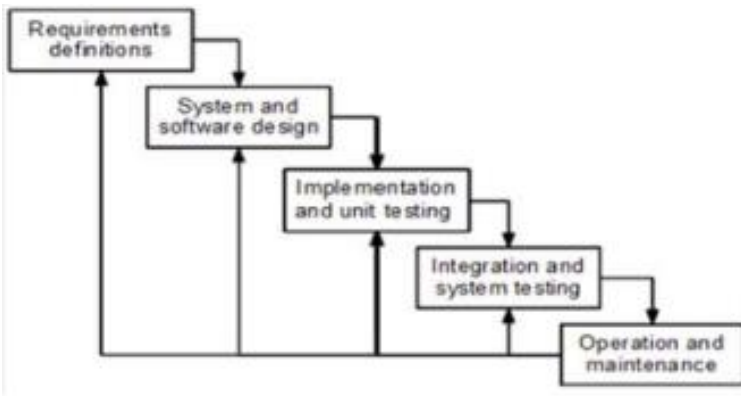 Requirements
definitions
System and
software design
Implementation
and unit testing
Integration and
system testing
Operation and
maintenance